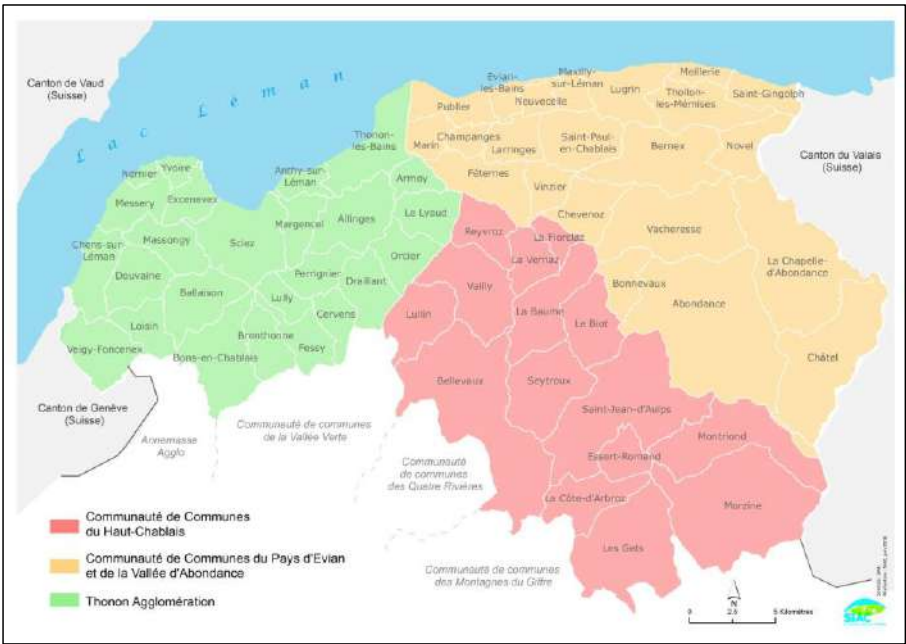 Canton de Vaud
(Suisse)
Lac Léman
Thonon-
les-Bains
Publier
Evian-
les-Bains
Maxilly-
sur-Léman
Neuvecelle
Lugrin
Meillerie
Thollon-
les-Mémises
Saint-Gingolph
Canton du Valais
(Suisse)
Marin
Champanges
Larringes
Saint-Paul-
en-Chablais
Bernex
Novel
Féternes
Vinzier
Chevenoz
Vacheresse
La Chapelle-
d'Abondance
Bonnevaux
Abondance
Châtel
Nernier
Yvoire
Anthy-sur-
Léman
Armoy
Messery
Excenevex
Margencel
Allinges
Le Lyaud
Chens-sur-
Léman
Massongy
Sciez
Orcier
Douvaine
Ballaison
Perrignier
Draillant
Lully
Cervens
Loisin
Brenthonne
Fessy
Veigy-Foncenex
Bons-en-Chablais
Reyvroz
La Forclaz
La Vernaz
Vailly
Lullin
La Baume
Le Biot
Bellevaux
Seytroux
Saint-Jean-d'Aulps
Montriond
Essert-Romand
La Côte-d'Arbroz
Morzine
Les Gets
Canton de Genève
(Suisse)
Annemasse
Agglo
Communauté de communes
de la Vallée Verte
Communauté
de communes
des Quatre Rivières
Communauté de communes
des Montagnes du Giffre
Communauté de Communes
du Haut-Chablais
Communauté de Communes du Pays d'Evian
et de la Vallée d'Abondance
Thonon Agglomération
N
0 2.5 5 Kilomètres
SIAC